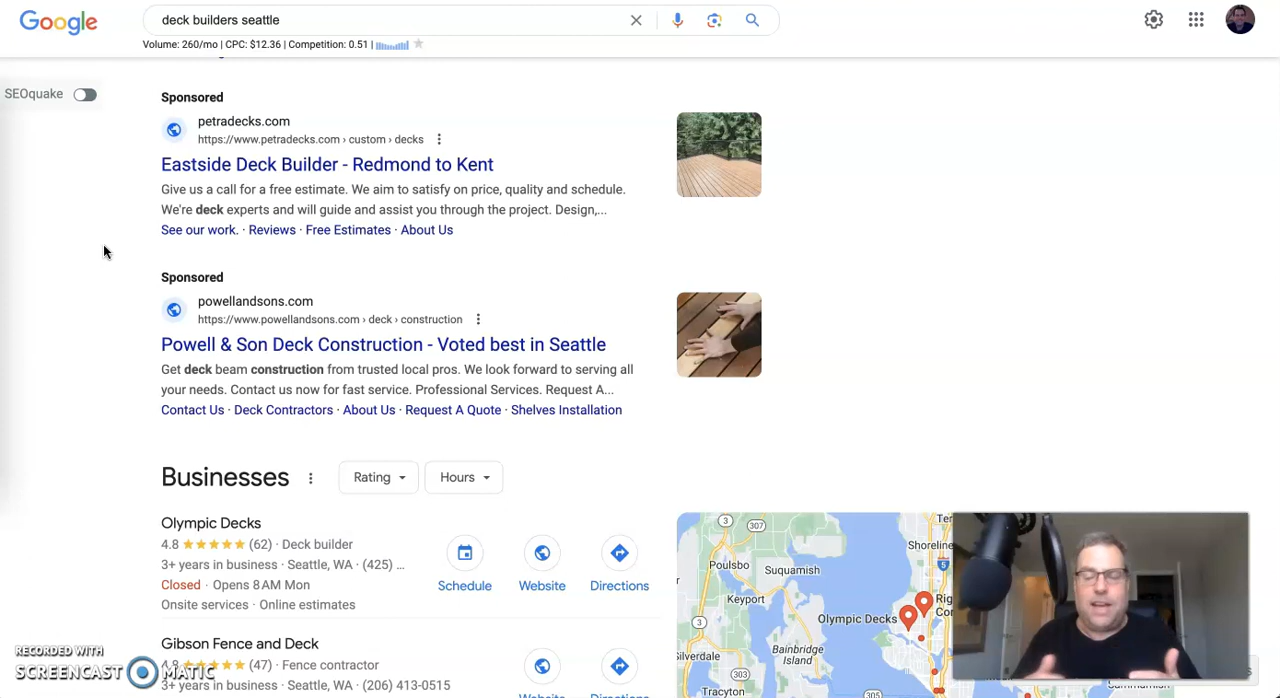 Google
deck builders seattle
Volume: 260/mo | CPC: $12.36 | Competition: 0.51 |
SEOquake
Sponsored
petradecks.com
https://www.petradecks.com › custom › decks
Eastside Deck Builder - Redmond to Kent
Give us a call for a free estimate. We aim to satisfy on price, quality and schedule.
We're deck experts and will guide and assist you through the project. Design,...
See our work. · Reviews · Free Estimates · About Us
Sponsored
powellandsons.com
https://www.powellandsons.com › deck › construction
Powell & Son Deck Construction - Voted best in Seattle
Get deck beam construction from trusted local pros. We look forward to serving all
your needs. Contact us now for fast service. Professional Services. Request A...
Contact Us · Deck Contractors · About Us · Request A Quote · Shelves Installation
Businesses
Rating
Hours
Olympic Decks
4.8 (62) · Deck builder
3+ years in business · Seattle, WA · (425) ...
Closed · Opens 8 AM Mon
Onsite services · Online estimates
Schedule
Website
Directions
Gibson Fence and Deck
4.8 (47) · Fence contractor
3+ years in business · Seattle, WA · (206) 413-0515
Directions
3
307
Poulsbo
Suquamish
Shoreline
5
Keyport
3
Olympic Decks
Silverdale
Bainbridge
Island
303
Tracyton
305
RECORDED WITH
SCREENCAST MATIC